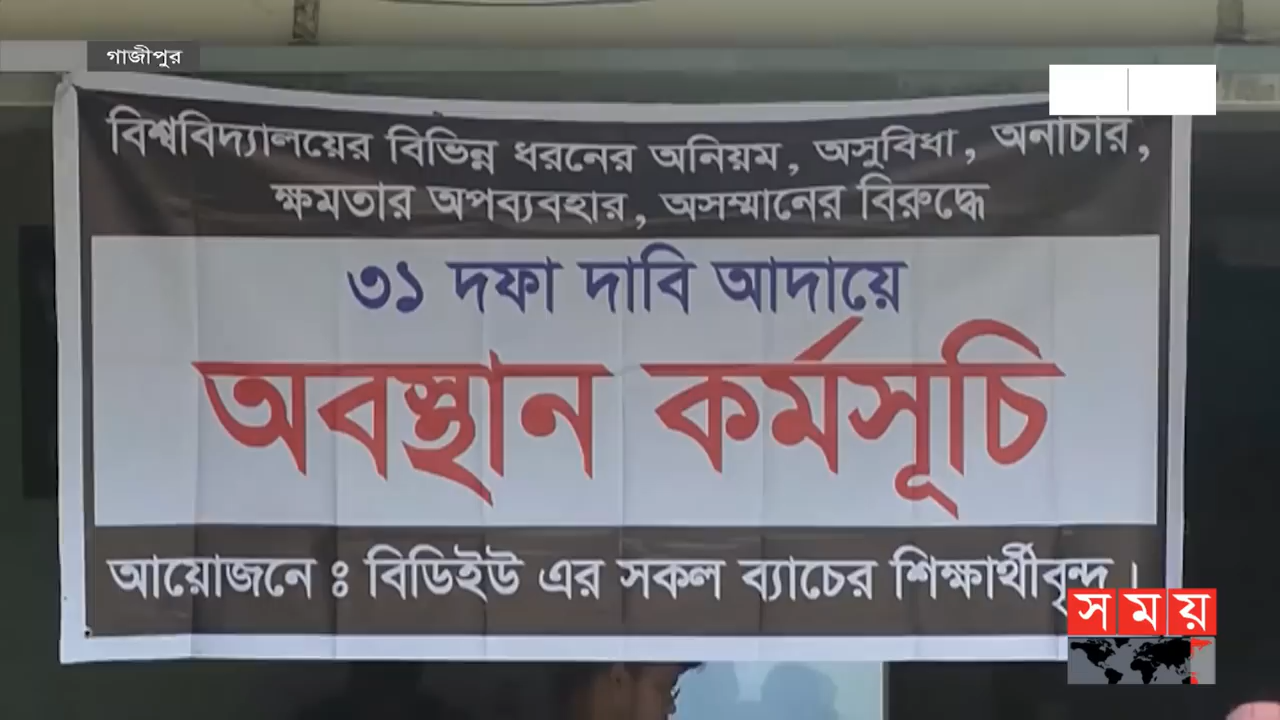 গাজীপুর
বিশ্ববিদ্যালয়ের বিভিন্ন ধরনের অনিয়ম, অসুবিধা, অনাচার,
ক্ষমতার অপব্যবহার, অসম্মানের বিরুদ্ধে
৩১ দফা দাবি আদায়ে
অবস্থান কর্মসূচি
আয়োজনে ঃ বিডিইউ এর সকল ব্যাচের শিক্ষার্থীবৃন্দ।
সময়